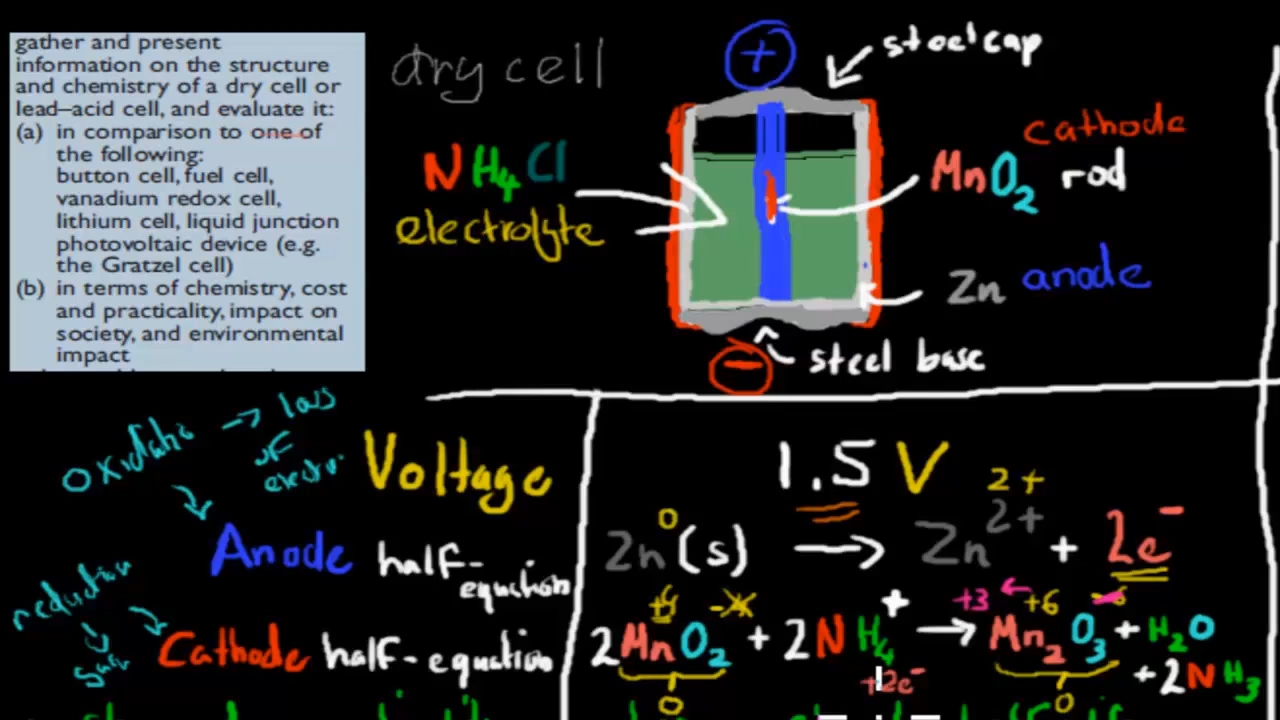 gather and present
information on the structure
and chemistry of a dry cell or
lead–acid cell, and evaluate it:
(a) in comparison to one of
the following:
button cell, fuel cell,
vanadium redox cell,
lithium cell, liquid junction
photovoltaic device (e.g.
the Gratzel cell)
(b) in terms of chemistry, cost
and practicality, impact on
society, and environmental
impact
dry cell
+
steel cap
NH4Cl
electrolyte
cathode
MnO2 rod
Zn anode
−
steel base
→ loss
of
Voltage
1.5 V
2+
Anode half-equation
0
Zn(s) → Zn2+ + 2e−
reduction
+3 ← +6
Cathode half-equation
2MnO2 + 2NH4+ → Mn2O3 + H2O
+2e−
+ 2NH3
0
0